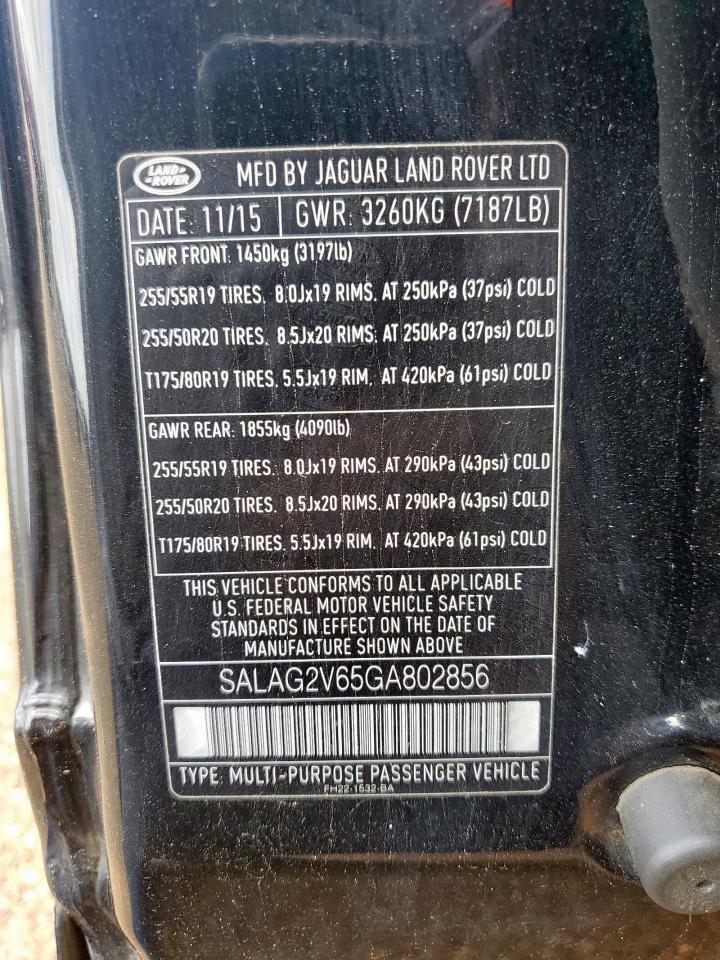 LAND ROVER MFD BY JAGUAR LAND ROVER LTD
DATE: 11/15 GWR: 3260KG (7187LB)
GAWR FRONT: 1450kg (3197lb)
255/55R19 TIRES, 8.0Jx19 RIMS, AT 250kPa (37psi) COLD
255/50R20 TIRES, 8.5Jx20 RIMS, AT 250kPa (37psi) COLD
T175/80R19 TIRES, 5.5Jx19 RIM, AT 420kPa (61psi) COLD
GAWR REAR: 1855kg (4090lb)
255/55R19 TIRES, 8.0Jx19 RIMS, AT 290kPa (43psi) COLD
255/50R20 TIRES, 8.5Jx20 RIMS, AT 290kPa (43psi) COLD
T175/80R19 TIRES, 5.5Jx19 RIM, AT 420kPa (61psi) COLD
THIS VEHICLE CONFORMS TO ALL APPLICABLE
U.S. FEDERAL MOTOR VEHICLE SAFETY
STANDARDS IN EFFECT ON THE DATE OF
MANUFACTURE SHOWN ABOVE
SALAG2V65GA802856
TYPE: MULTI-PURPOSE PASSENGER VEHICLE
FH22-1532-BA